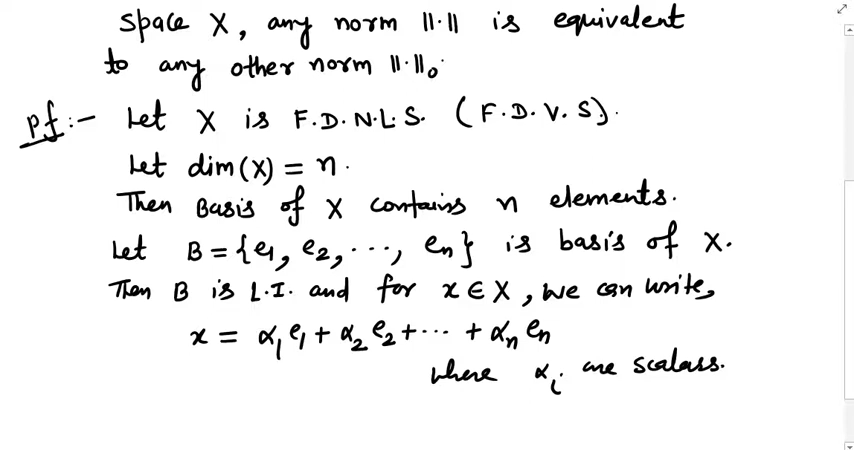 space X, any norm ||·|| is equivalent
to any other norm ||·||₀.
pf:- Let X is F.D.N.L.S. (F.D.V.S).
Let dim(X) = n.
Then Basis of X contains n elements.
Let B = {e₁, e₂, ..., eₙ} is basis of X.
Then B is L.I. and for x ∈ X, we can write,
x = α₁e₁ + α₂e₂ + ... + αₙeₙ
where αᵢ are scalars.